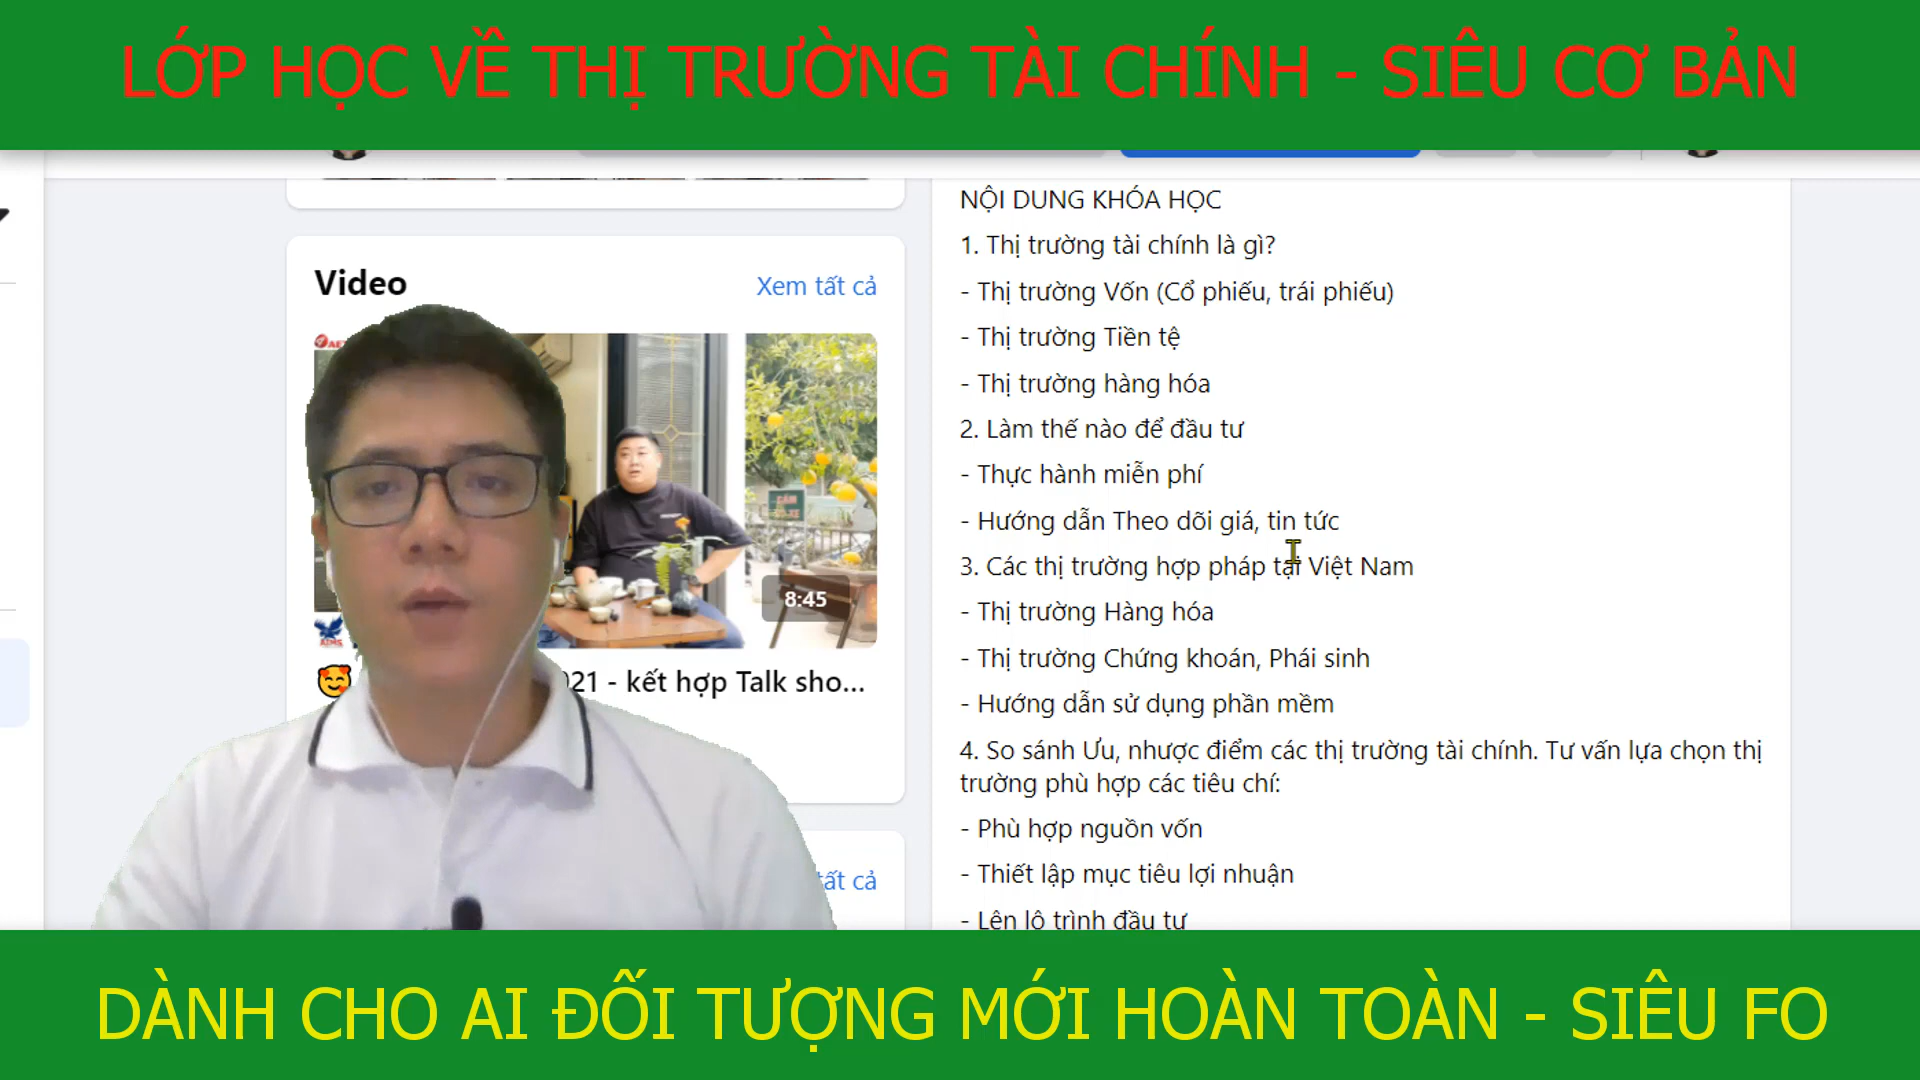 LỚP HỌC VỀ THỊ TRƯỜNG TÀI CHÍNH - SIÊU CƠ BẢN
Video
Xem tất cả
8:45
AIMS
021 - kết hợp Talk sho...
tất cả
NỘI DUNG KHÓA HỌC
1. Thị trường tài chính là gì?
- Thị trường Vốn (Cổ phiếu, trái phiếu)
- Thị trường Tiền tệ
- Thị trường hàng hóa
2. Làm thế nào để đầu tư
- Thực hành miễn phí
- Hướng dẫn Theo dõi giá, tin tức
3. Các thị trường hợp pháp tại Việt Nam
- Thị trường Hàng hóa
- Thị trường Chứng khoán, Phái sinh
- Hướng dẫn sử dụng phần mềm
4. So sánh Ưu, nhược điểm các thị trường tài chính. Tư vấn lựa chọn thị
trường phù hợp các tiêu chí:
- Phù hợp nguồn vốn
- Thiết lập mục tiêu lợi nhuận
- Lên lộ trình đầu tư
DÀNH CHO AI ĐỐI TƯỢNG MỚI HOÀN TOÀN - SIÊU FO